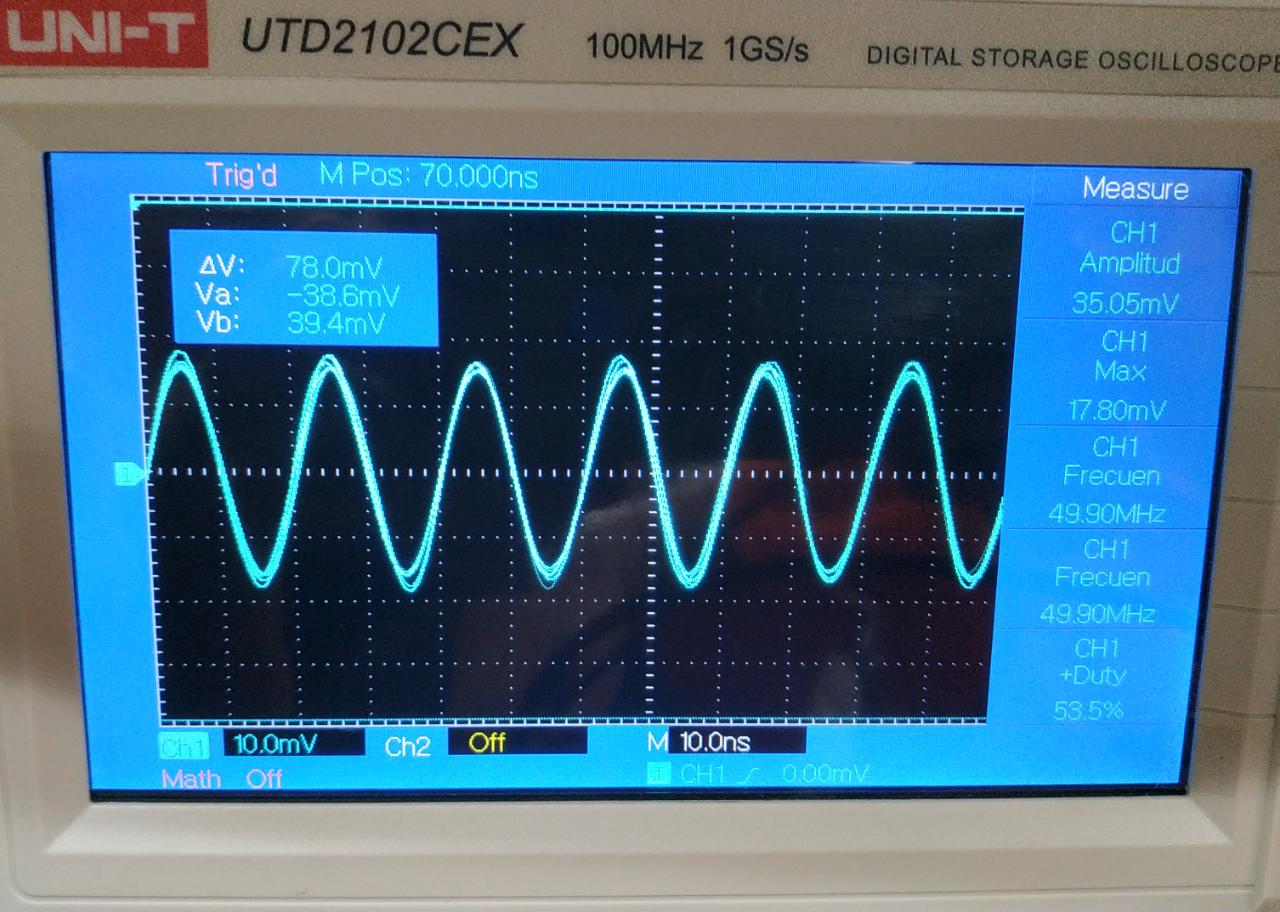 UNI-T UTD2102CEX 100MHz 1GS/s DIGITAL STORAGE OSCILLOSCOPE
Trig'd M Pos: 70.000ns
Measure
ΔV: 78.0mV
Va: -38.6mV
Vb: 39.4mV
CH1
Amplitud
35.05mV
CH1
Max
17.80mV
CH1
Frecuen
49.90MHz
CH1
Frecuen
49.90MHz
CH1
+Duty
53.5%
1
Ch1 10.0mV Ch2 Off M 10.0ns
Math Off CH1 0.00mV